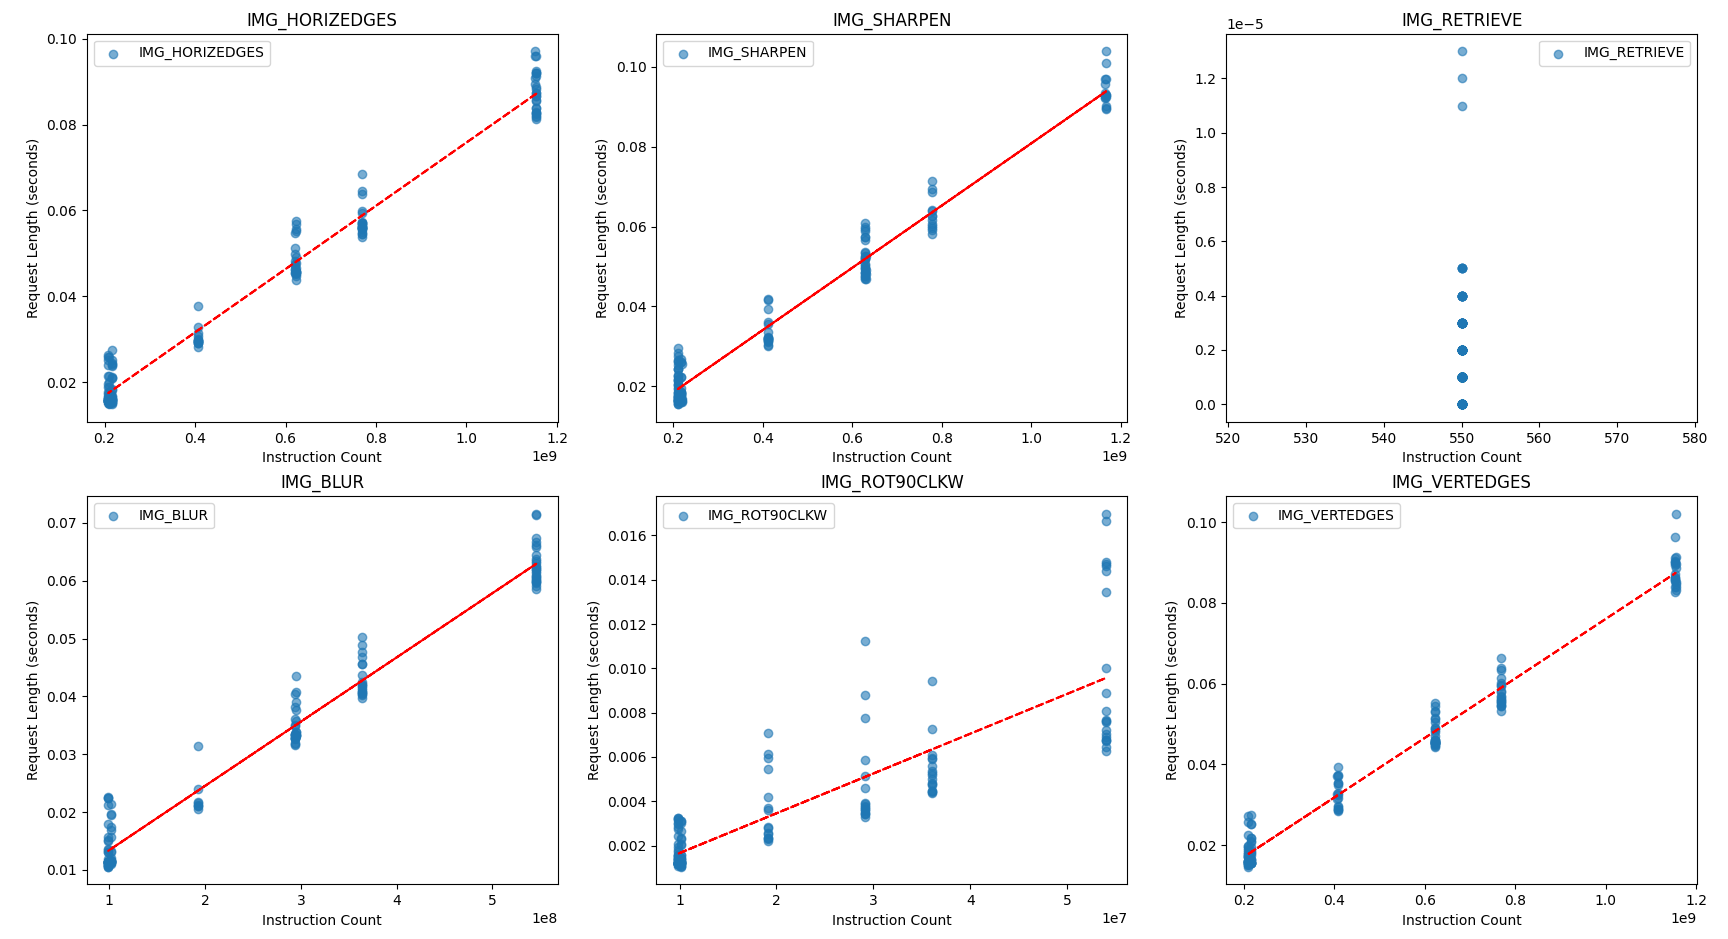 IMG_HORIZEDGES
IMG_HORIZEDGES
Request Length (seconds)
0.10
0.08
0.06
0.04
0.02
0.2 0.4 0.6 0.8 1.0 1.2
Instruction Count
1e9
IMG_SHARPEN
IMG_SHARPEN
Request Length (seconds)
0.10
0.08
0.06
0.04
0.02
0.2 0.4 0.6 0.8 1.0 1.2
Instruction Count
1e9
IMG_RETRIEVE
1e−5
IMG_RETRIEVE
Request Length (seconds)
1.2
1.0
0.8
0.6
0.4
0.2
0.0
520 530 540 550 560 570 580
Instruction Count
IMG_BLUR
IMG_BLUR
Request Length (seconds)
0.07
0.06
0.05
0.04
0.03
0.02
0.01
1 2 3 4 5
Instruction Count
1e8
IMG_ROT90CLKW
IMG_ROT90CLKW
Request Length (seconds)
0.016
0.014
0.012
0.010
0.008
0.006
0.004
0.002
1 2 3 4 5
Instruction Count
1e7
IMG_VERTEDGES
IMG_VERTEDGES
Request Length (seconds)
0.10
0.08
0.06
0.04
0.02
0.2 0.4 0.6 0.8 1.0 1.2
Instruction Count
1e9